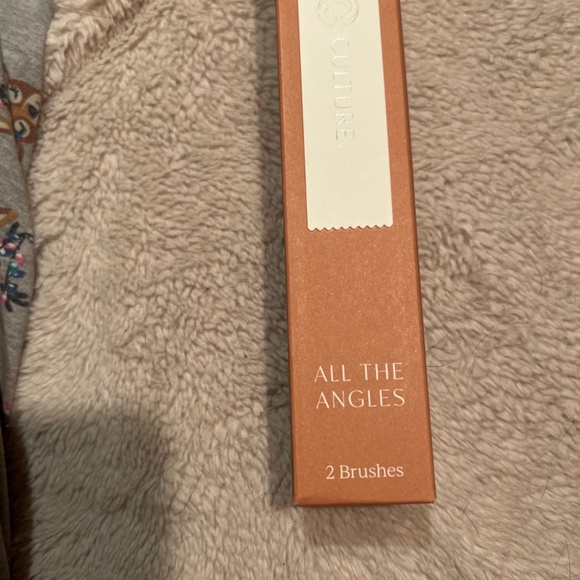 CULTURE.
ALL THE
ANGLES
2 Brushes